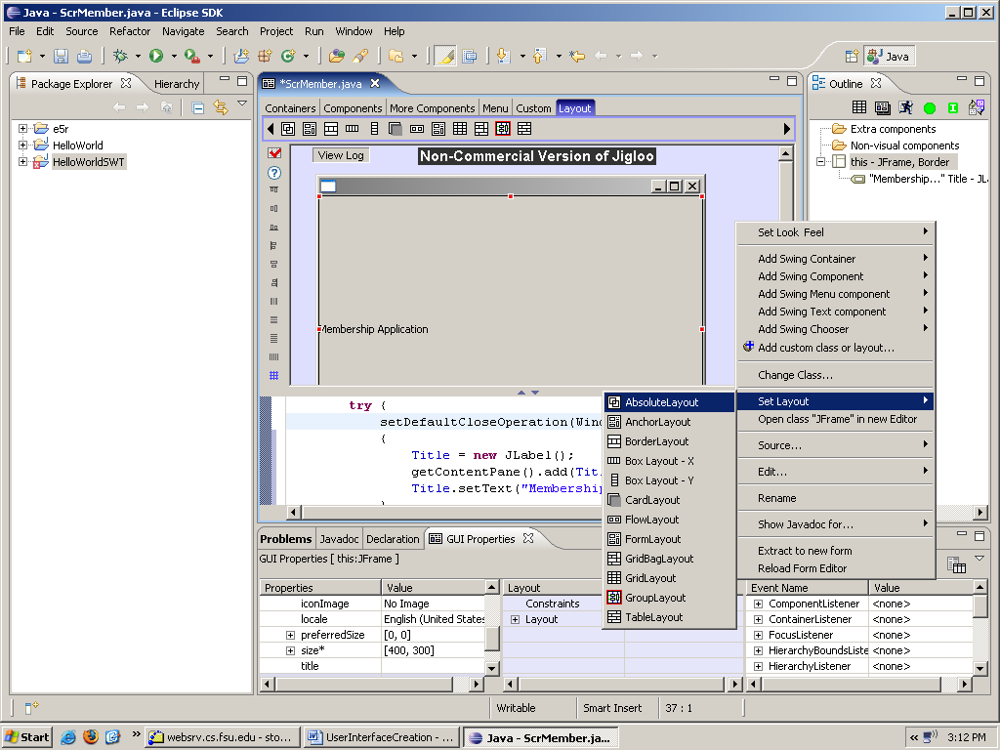 Java - ScrMember.java - Eclipse SDK
File Edit Source Refactor Navigate Search Project Run Window Help
Java
Package Explorer Hierarchy
e5r
HelloWorld
HelloWorldSWT
*ScrMember.java
Containers Components More Components Menu Custom Layout
View Log
Non-Commercial Version of Jigloo
Membership Application
try {
setDefaultCloseOperation(Wind
{
Title = new JLabel();
getContentPane().add(Titl
Title.setText("Membership
}
Outline
Extra components
Non-visual components
this - JFrame, Border
"Membership..." Title - JL
Set Look Feel
Add Swing Container
Add Swing Component
Add Swing Menu component
Add Swing Text component
Add Swing Chooser
Add custom class or layout...
Change Class...
Set Layout
Open class "JFrame" in new Editor
Source...
Edit...
Rename
Show Javadoc for...
Extract to new form
Reload Form Editor
AbsoluteLayout
AnchorLayout
BorderLayout
Box Layout - X
Box Layout - Y
CardLayout
FlowLayout
FormLayout
GridBagLayout
GridLayout
GroupLayout
TableLayout
Problems Javadoc Declaration GUI Properties
GUI Properties [ this:JFrame ]
Properties Value
iconImage No Image
locale English (United States
preferredSize [0, 0]
size* [400, 300]
title
Layout
Constraints
Layout
Event Name Value
ComponentListener <none>
ContainerListener <none>
FocusListener <none>
HierarchyBoundsListe <none>
HierarchyListener <none>
Writable Smart Insert 37 : 1
Start websrv.cs.fsu.edu - sto... UserInterfaceCreation - ... Java - ScrMember.ja... 3:12 PM